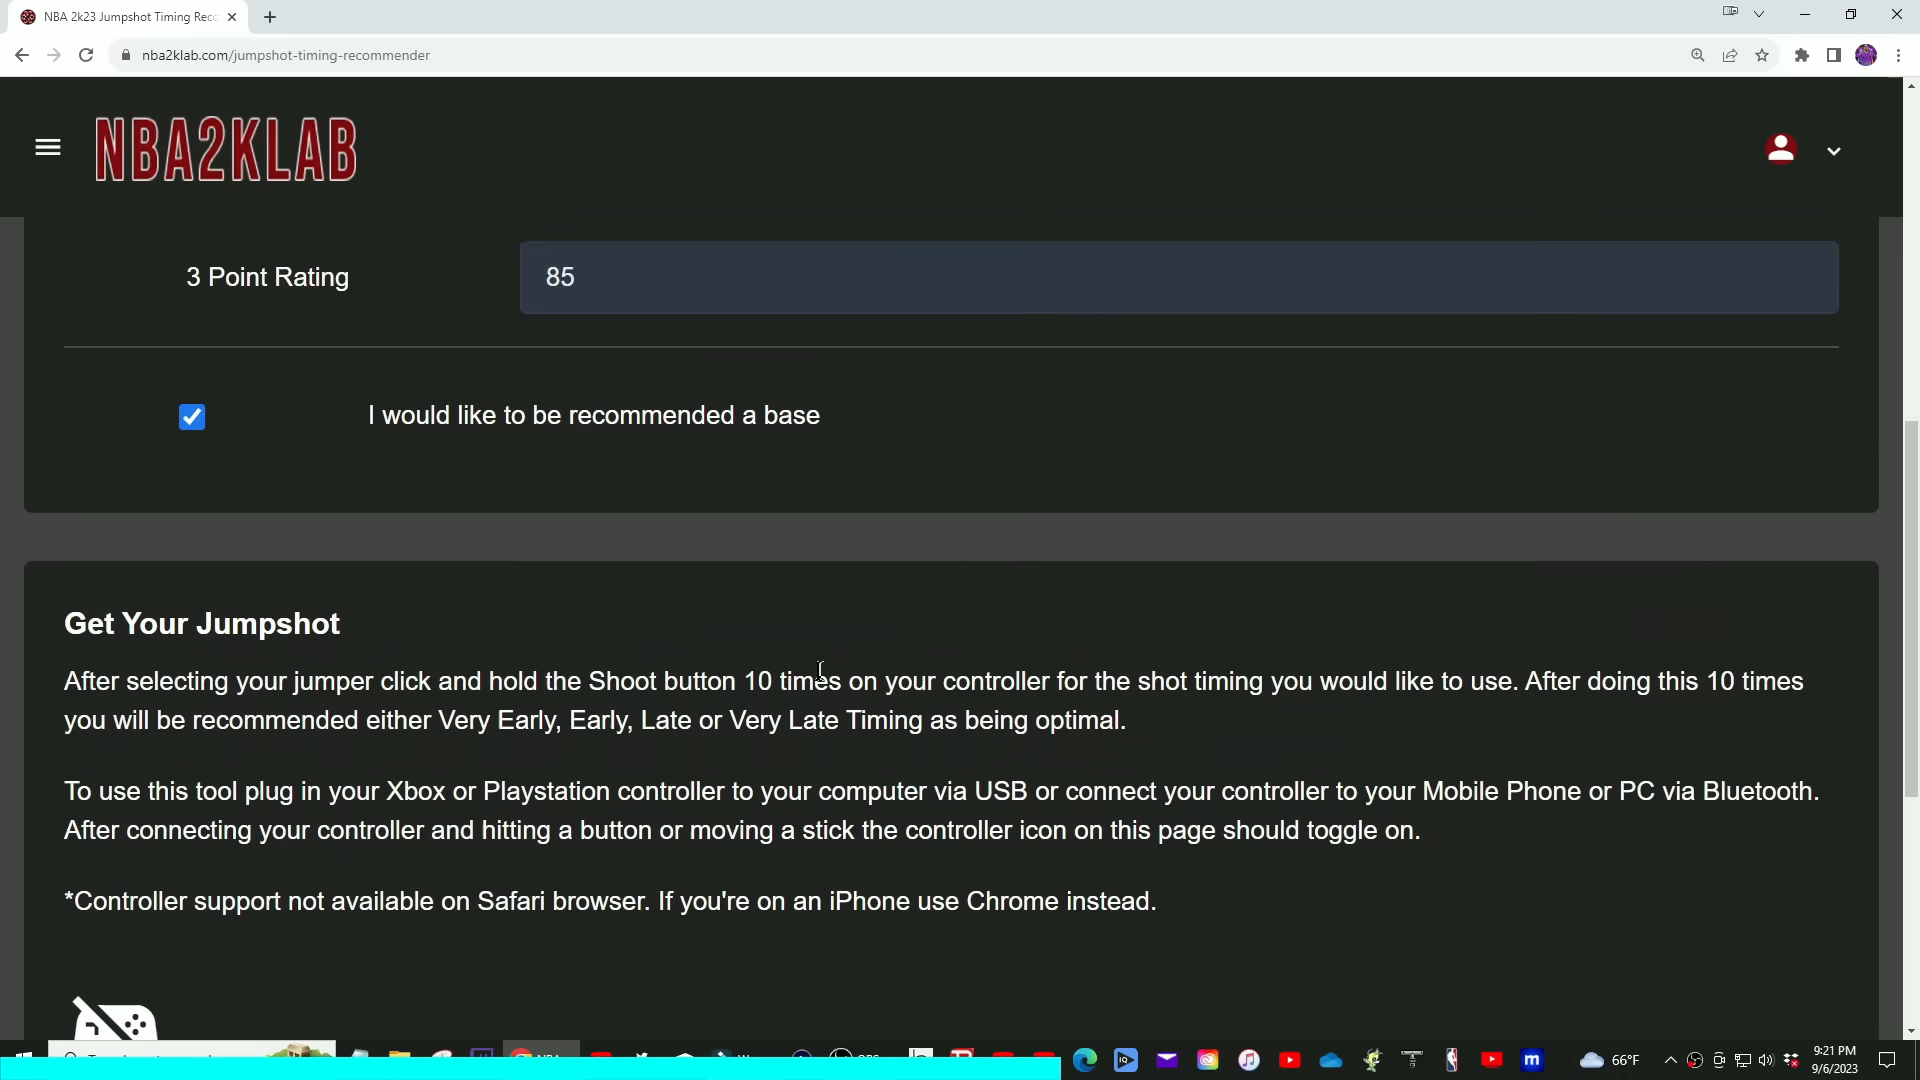 NBA 2k23 Jumpshot Timing Rec
nba2klab.com/jumpshot-timing-recommender
NBA2KLAB
3 Point Rating
85
I would like to be recommended a base
Get Your Jumpshot
After selecting your jumper click and hold the Shoot button 10 times on your controller for the shot timing you would like to use. After doing this 10 times
you will be recommended either Very Early, Early, Late or Very Late Timing as being optimal.
To use this tool plug in your Xbox or Playstation controller to your computer via USB or connect your controller to your Mobile Phone or PC via Bluetooth.
After connecting your controller and hitting a button or moving a stick the controller icon on this page should toggle on.
*Controller support not available on Safari browser. If you're on an iPhone use Chrome instead.
66°F
9:21 PM
9/6/2023